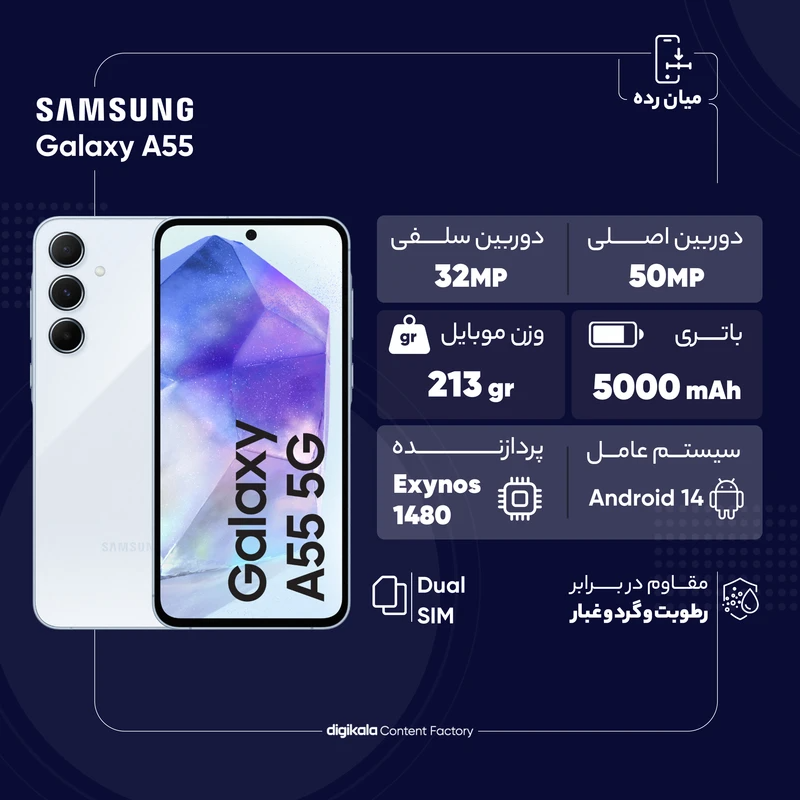 میان رده
SAMSUNG
Galaxy A55
دوربین اصلی
50MP
دوربین سلفی
32MP
باتری
5000 mAh
وزن موبایل
gr
213 gr
سیستم عامل
Android 14
پردازنده
Exynos
1480
مقاوم در برابر
رطوبت و گرد و غبار
Dual
SIM
Galaxy
A55 5G
SAMSUNG
digikala Content Factory